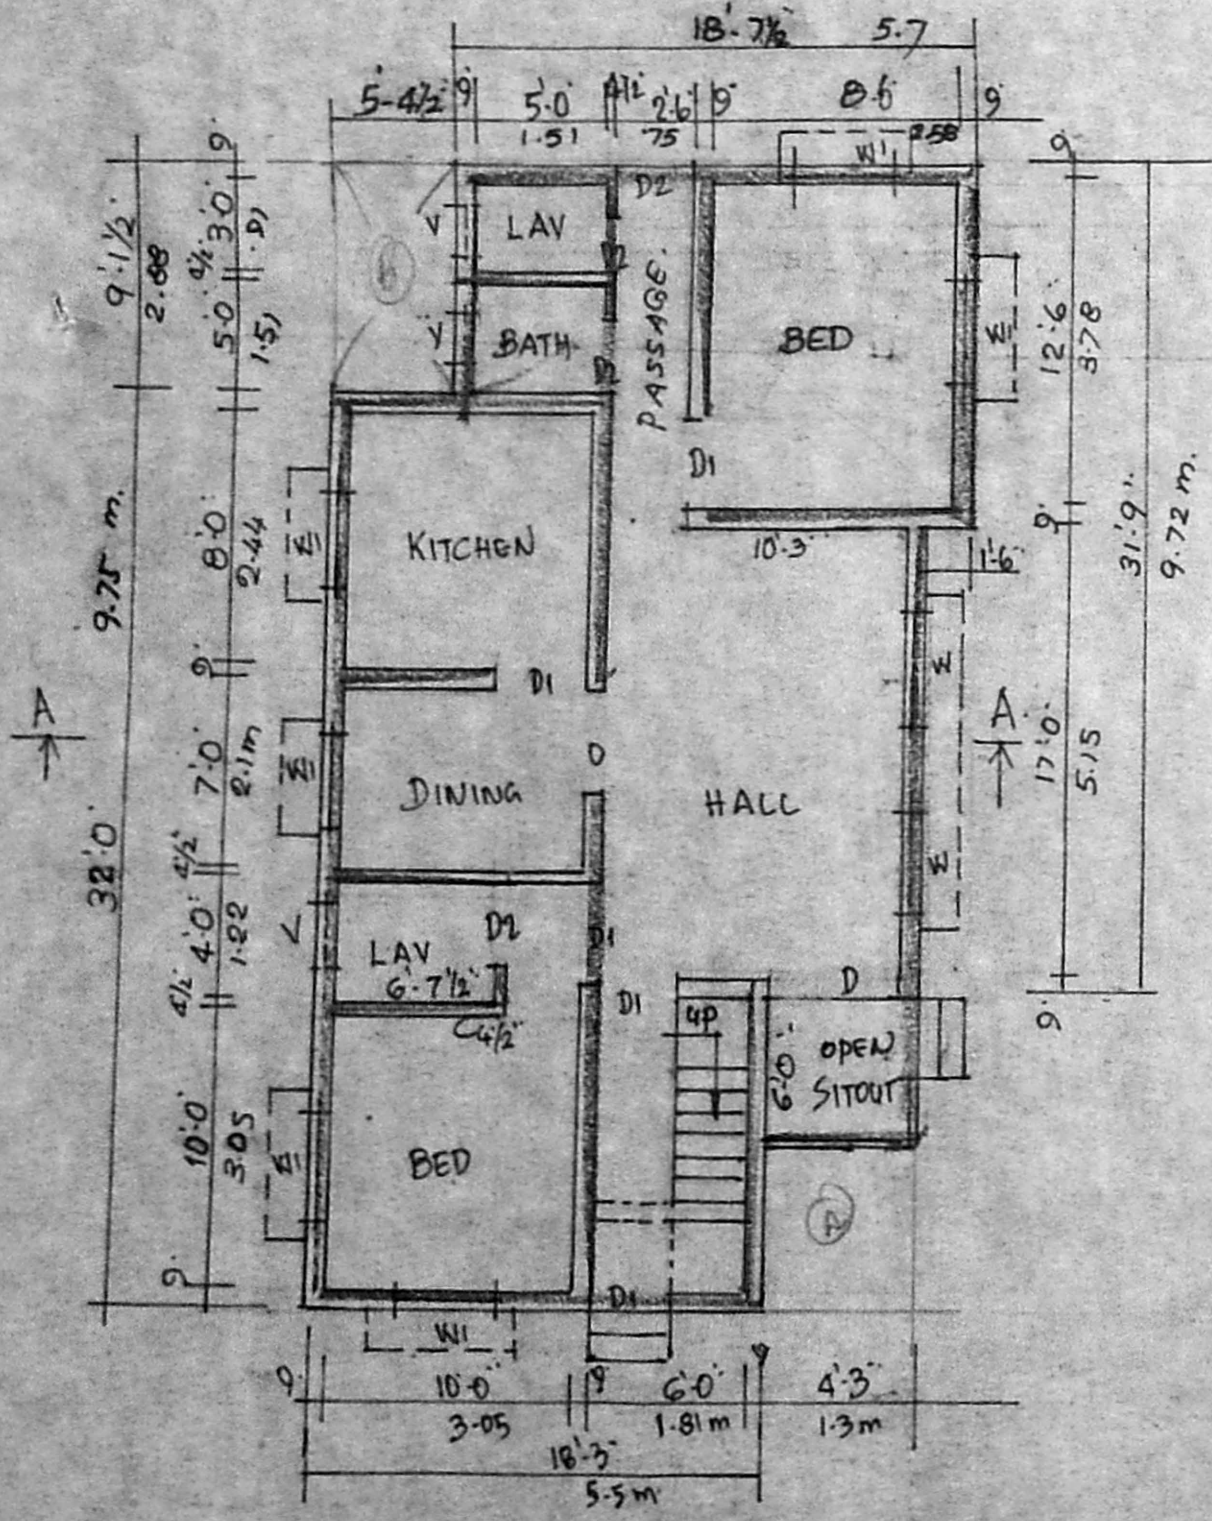 18'-7½" 5.7
5'-4½" 9" 5'-0" 4½" 2'-6" 9" 8'-6" 9"
1.51 .75 2.58
W1
D2
LAV
V
PASSAGE.
BATH
V
BED
W
D1
10'-3"
1'-6"
KITCHEN
W
D1
W
DINING
O
HALL
W
W
V
LAV
D2
D1
6'-7½"
4½"
D1
UP
D
OPEN
SITOUT
6'-0"
BED
W
A
D1
W1
B
9" 3'-0" 4½" 5'-0" 1.51
9'-1½" 2.88
8'-0" 2.44
9"
7'-0" 2.1m
4½"
4'-0" 1.22
4½"
10'-0" 3.05
9"
9.75 m.
32'-0"
A
A
9"
12'-6" 3.78
9"
17'-0" 5.15
9"
31'-9"
9.72 m.
9" 10'-0" 9" 6'-0" 9" 4'-3"
3.05 1.81m 1.3m
18'-3"
5.5m